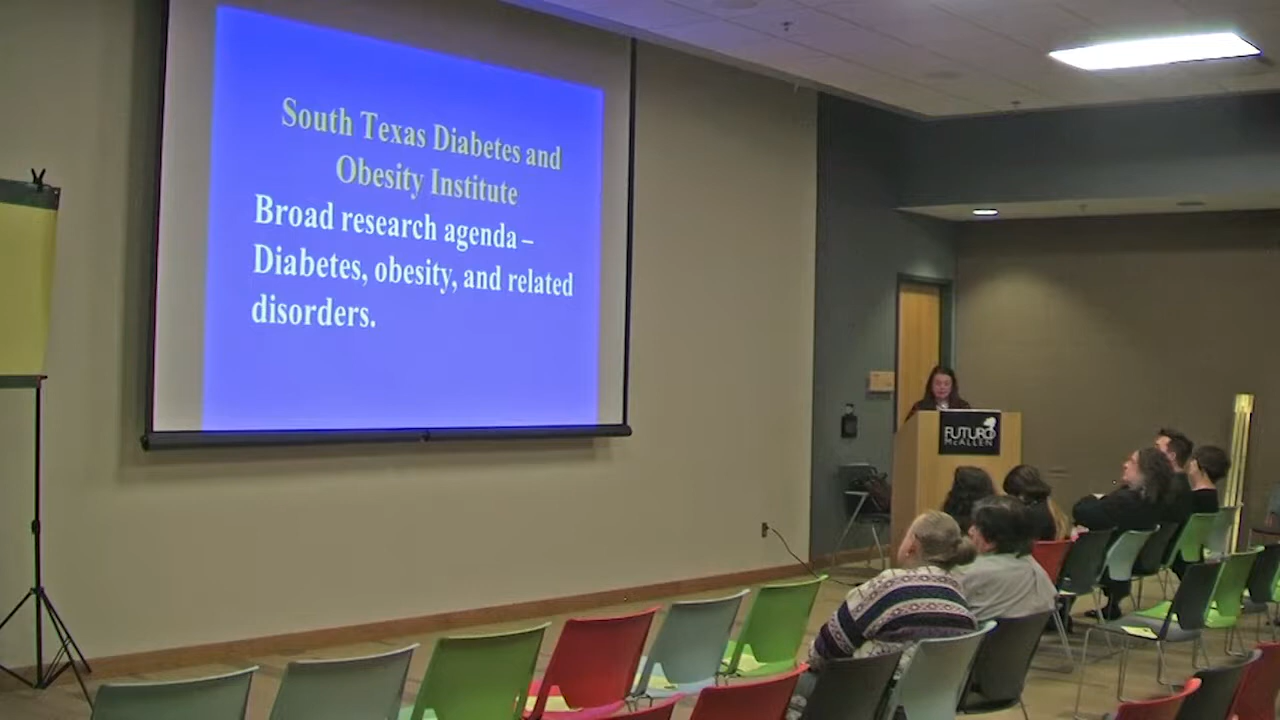 South Texas Diabetes and
Obesity Institute
Broad research agenda –
Diabetes, obesity, and related
disorders.
FUTURO
McALLEN